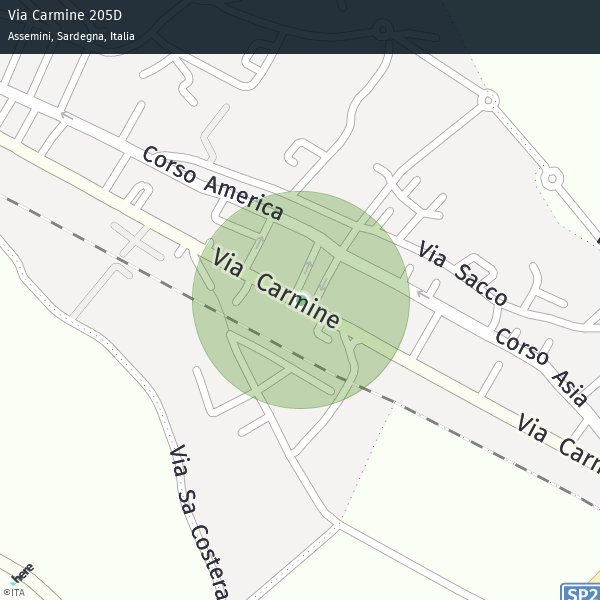 Via Carmine 205D
Assemini, Sardegna, Italia
Corso America
Via Carmine
Via Sacco
Corso Asia
Via Carm
Via Sa Costera
here
©ITA
SP2